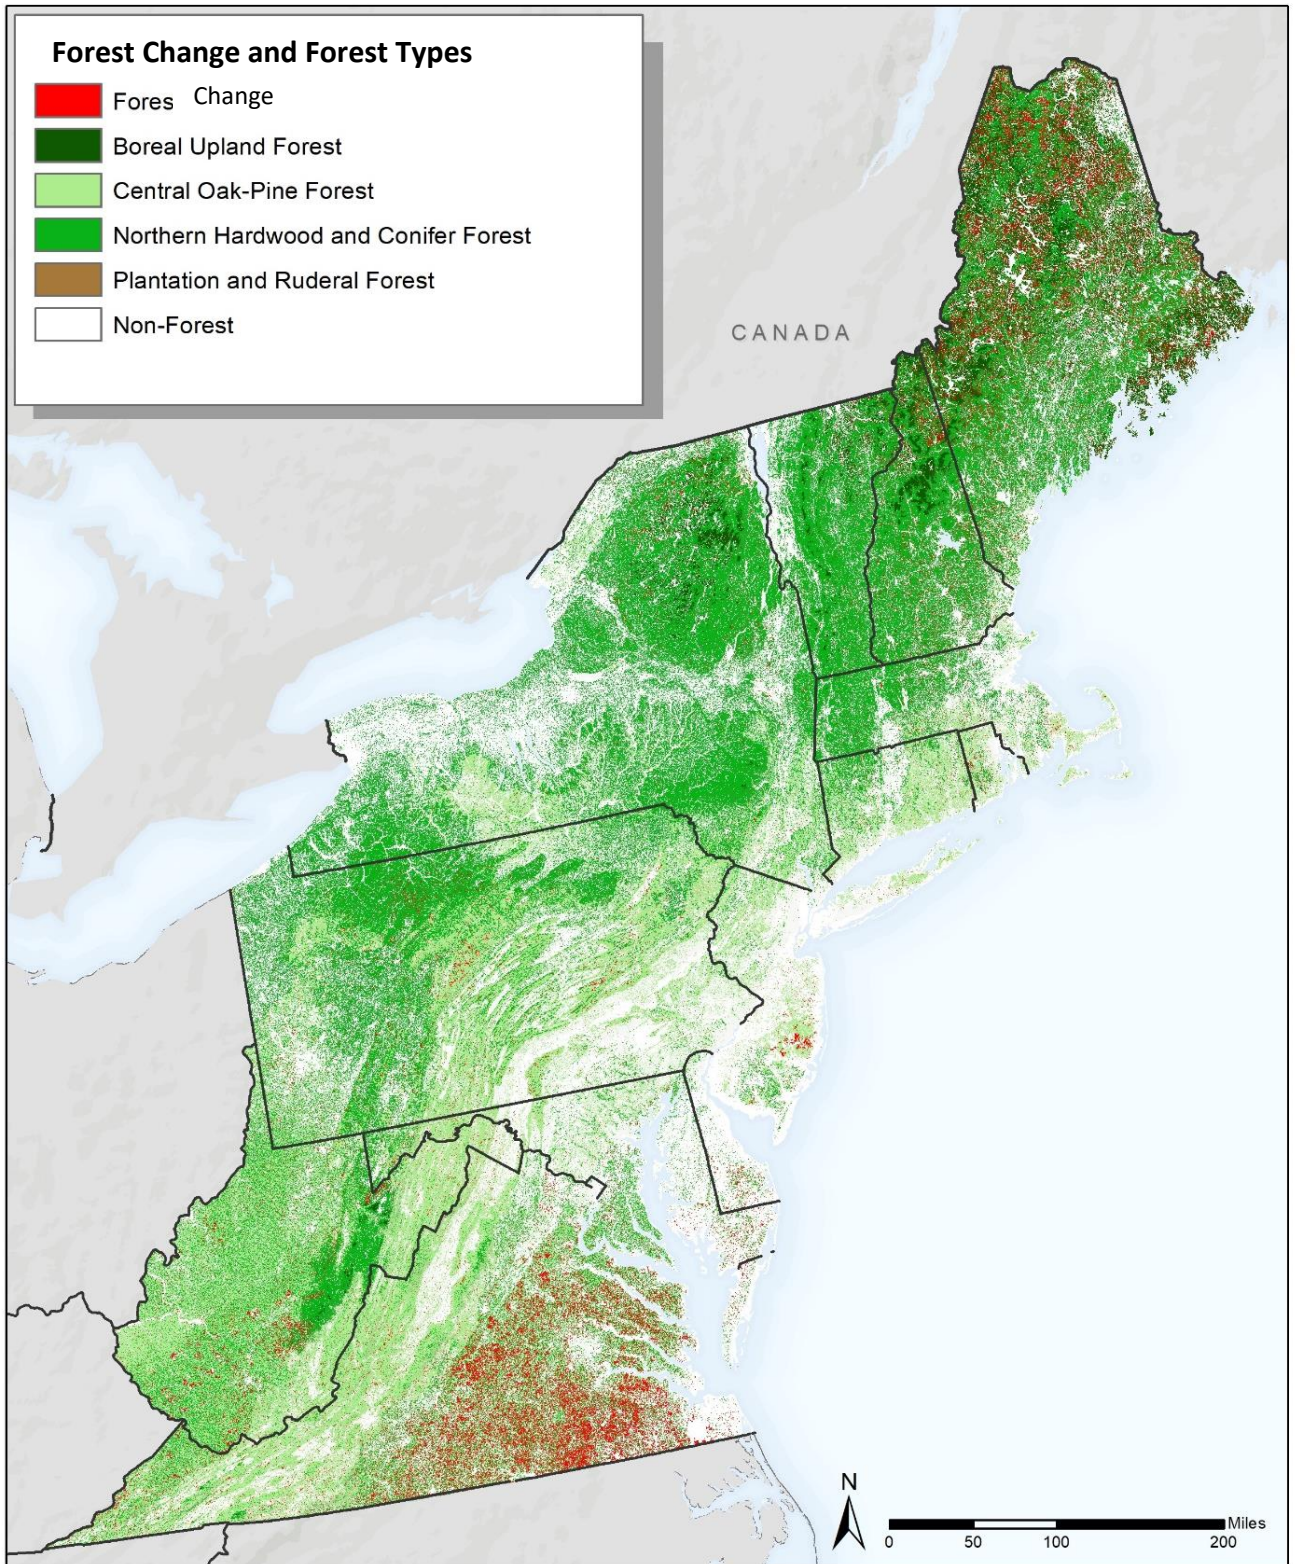 Forest Change and Forest Types
Fores Change
Boreal Upland Forest
Central Oak-Pine Forest
Northern Hardwood and Conifer Forest
Plantation and Ruderal Forest
Non-Forest
CANADA
N
Miles
0 50 100 200